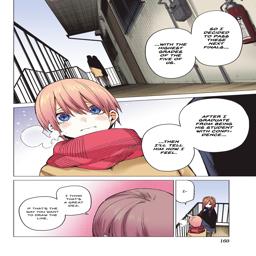 SO I
DECIDED
TO PASS
THESE
NEXT
FINALS...
...WITH THE
HIGHEST
GRADES
OF THE
FIVE OF
US.
AFTER I
GRADUATE
FROM BEING
HIS STUDENT
WITH CONFI-
DENCE...
...THEN
I'LL TELL
HIM HOW I
FEEL.
I THINK
THAT'S
A GREAT
IDEA.
IF THAT'S
THE WAY YOU
WANT TO DRAW
THE LINE.
160